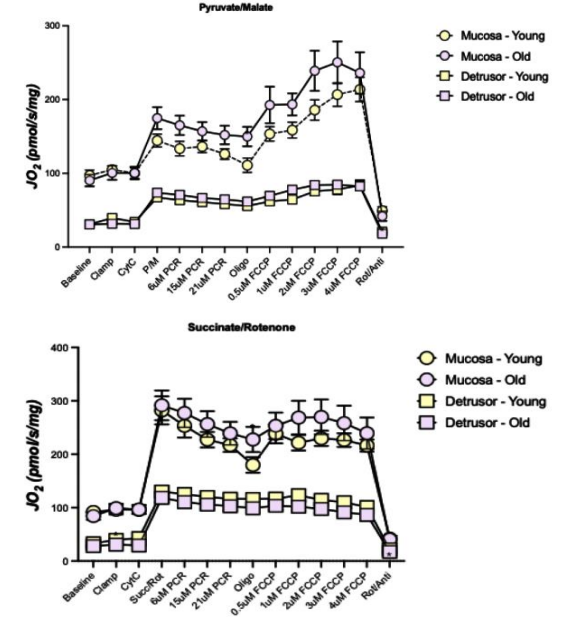 Pyruvate/Malate
300
200
100
0
JO2 (pmol/s/mg)
Mucosa - Young
Mucosa - Old
Detrusor - Young
Detrusor - Old
Baseline
Clamp
CytC
P/M
6uM PCR
15uM PCR
21uM PCR
Oligo
0.5uM FCCP
1uM FCCP
2uM FCCP
3uM FCCP
4uM FCCP
Rot/Anti
Succinate/Rotenone
400
300
200
100
0
JO2 (pmol/s/mg)
Mucosa - Young
Mucosa - Old
Detrusor - Young
Detrusor - Old
Baseline
Clamp
CytC
Succ/Rot
6uM PCR
15uM PCR
21uM PCR
Oligo
0.5uM FCCP
1uM FCCP
2uM FCCP
3uM FCCP
4uM FCCP
Rot/Anti